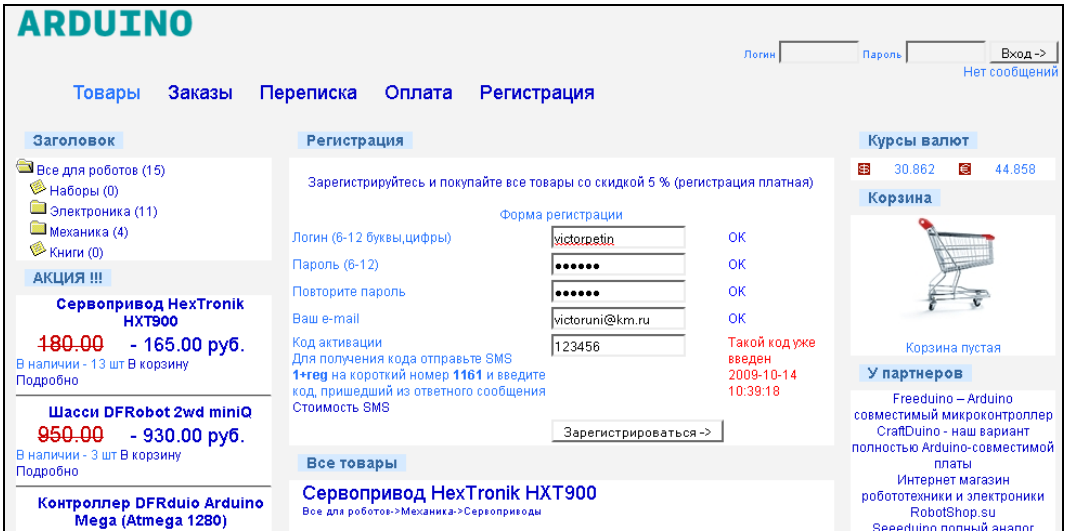 ARDUINO
Логин
Пароль
Вход ->
Нет сообщений
Товары Заказы Переписка Оплата Регистрация
Заголовок
Все для роботов (15)
Наборы (0)
Электроника (11)
Механика (4)
Книги (0)
АКЦИЯ !!!
Сервопривод HexTronik
HXT900
180.00 - 165.00 руб.
В наличии - 13 шт В корзину
Подробно
Шасси DFRobot 2wd miniQ
950.00 - 930.00 руб.
В наличии - 3 шт В корзину
Подробно
Контроллер DFRduio Arduino
Mega (Atmega 1280)
Регистрация
Зарегистрируйтесь и покупайте все товары со скидкой 5 % (регистрация платная)
Форма регистрации
Логин (6-12 буквы,цифры) victorpetin OK
Пароль (6-12) ●●●●●● OK
Повторите пароль ●●●●●● OK
Ваш e-mail victoruni@km.ru OK
Код активации
Для получения кода отправьте SMS
1+reg на короткий номер 1161 и введите
код, пришедший из ответного сообщения
Стоимость SMS
123456
Такой код уже
введен
2009-10-14
10:39:18
Зарегистрироваться ->
Все товары
Сервопривод HexTronik HXT900
Все для роботов->Механика->Сервоприводы
Курсы валют
30.862 44.858
Корзина
Корзина пустая
У партнеров
Freeduino – Arduino
совместимый микроконтроллер
CraftDuino - наш вариант
полностью Arduino-совместимой
платы
Интернет магазин
робототехники и электроники
RobotShop.su
Seeeduino полный аналог